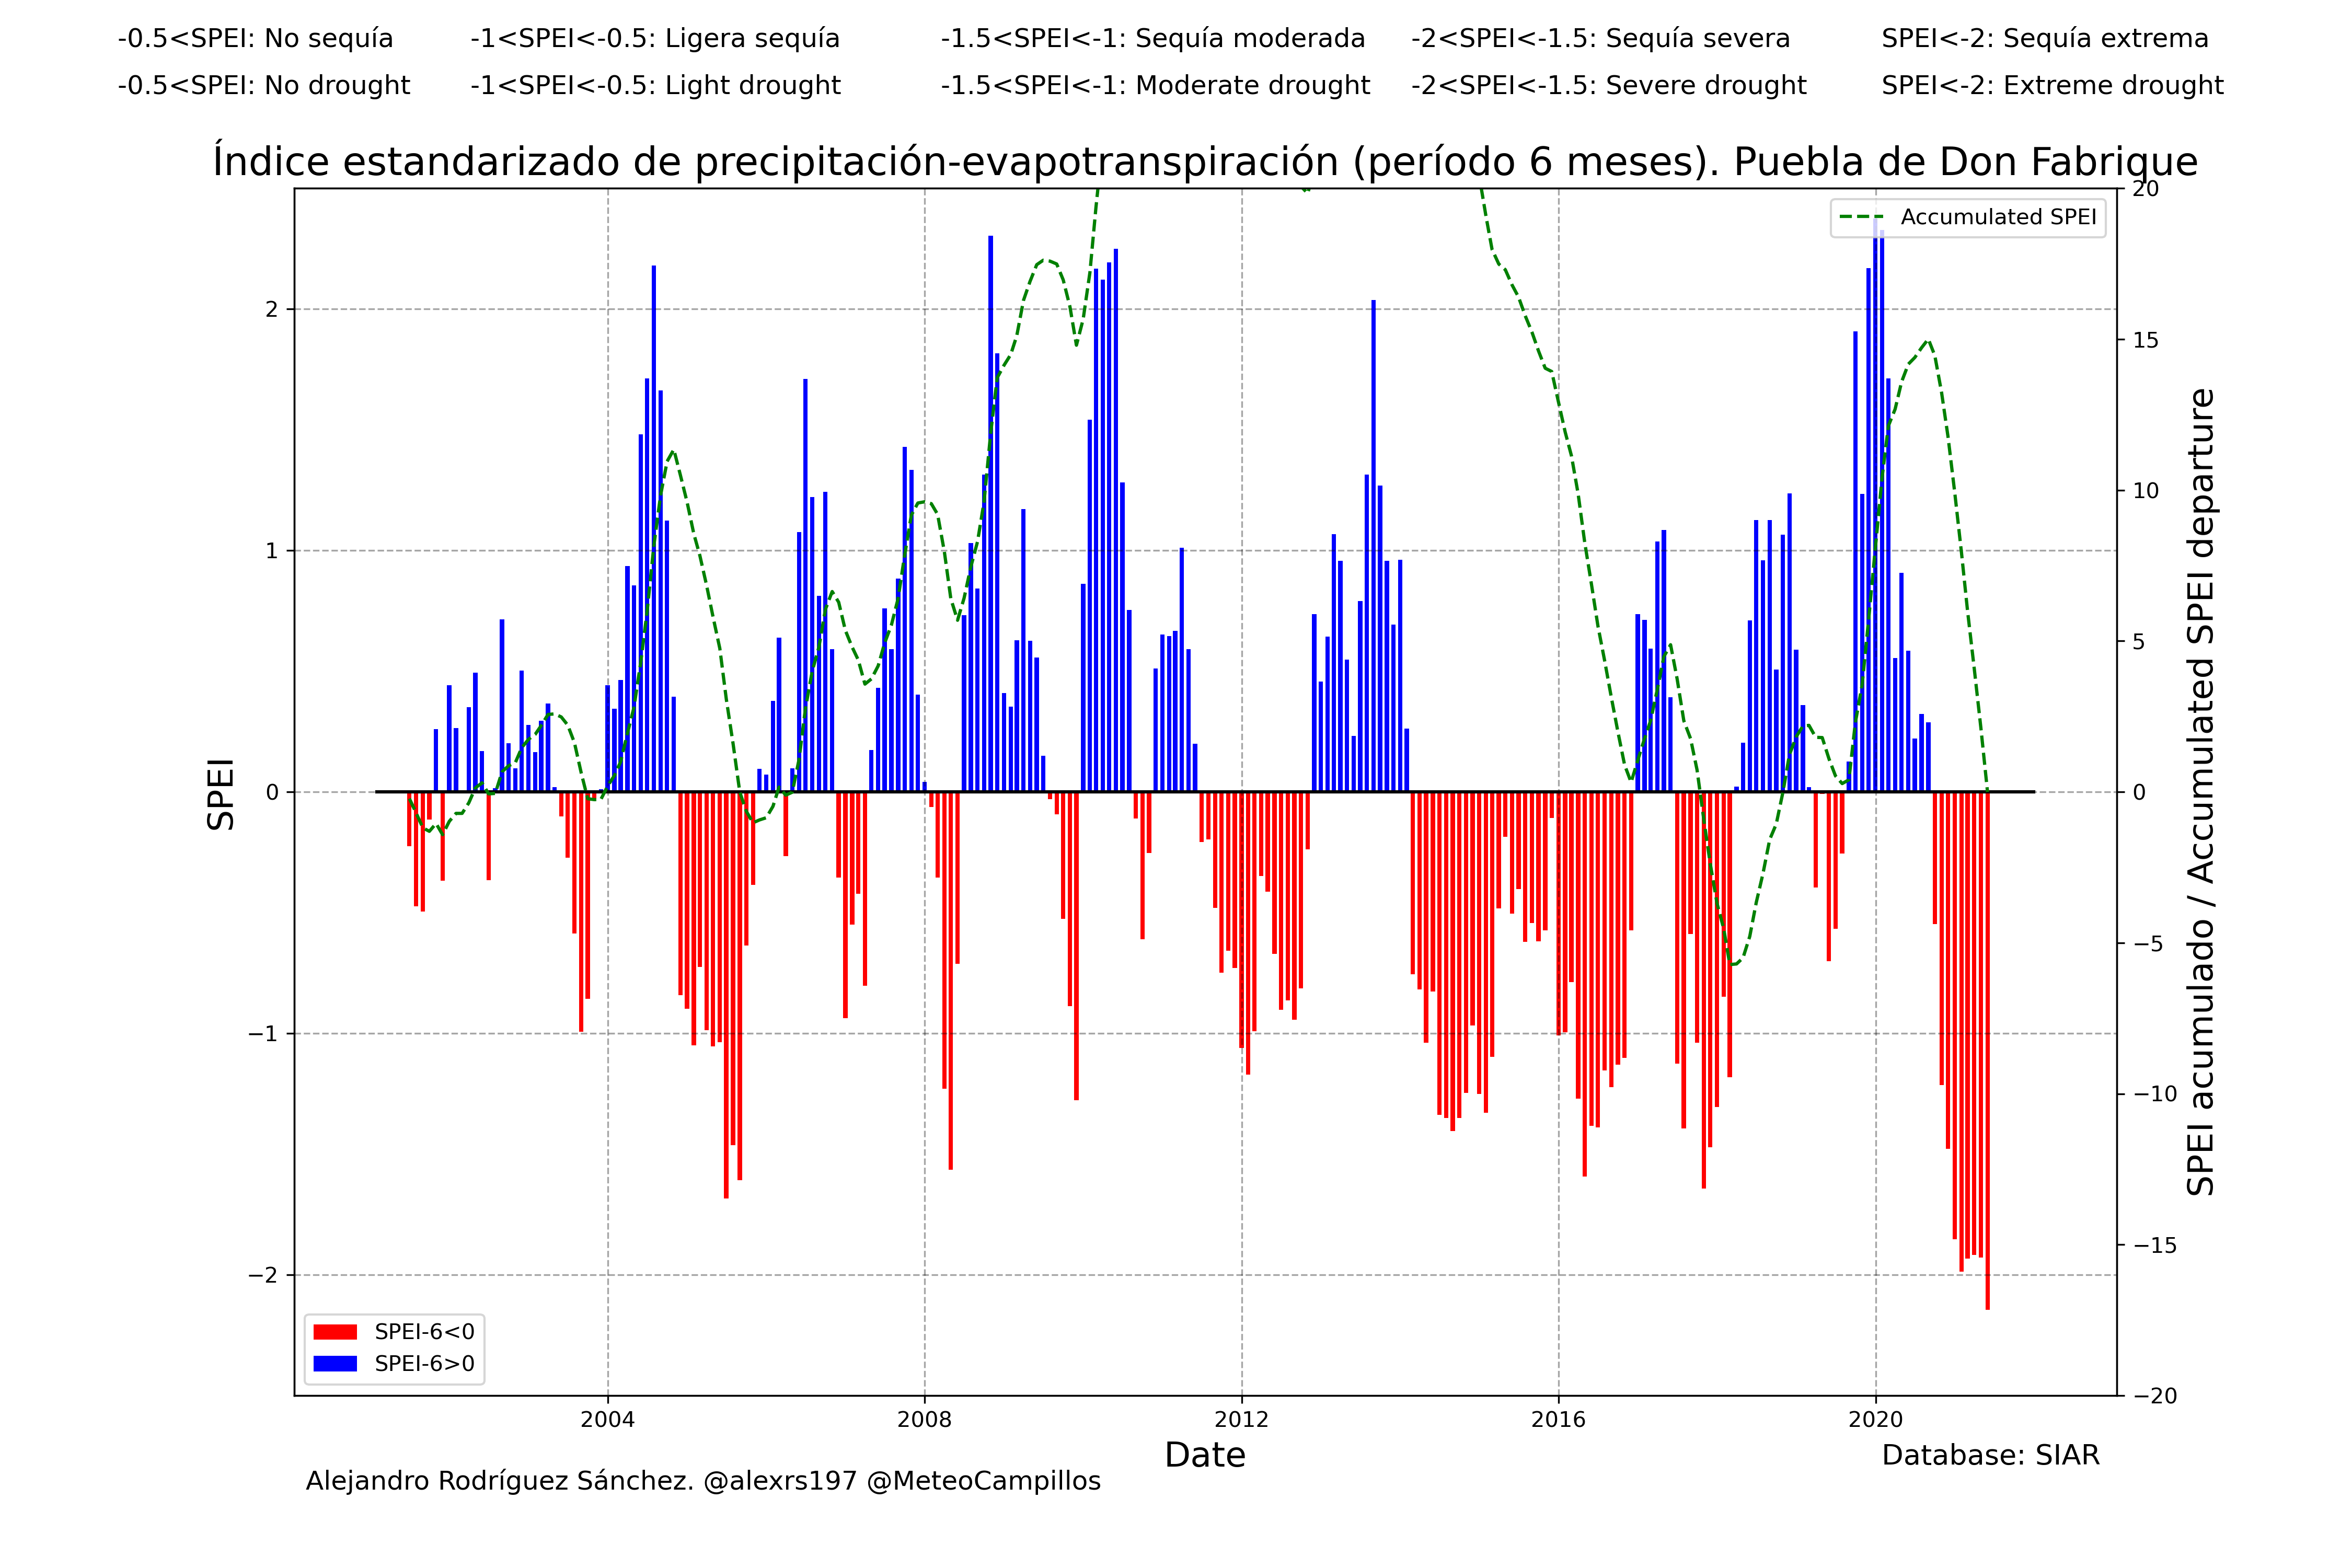 -0.5<SPEI: No sequía -1<SPEI<-0.5: Ligera sequía -1.5<SPEI<-1: Sequía moderada -2<SPEI<-1.5: Sequía severa SPEI<-2: Sequía extrema
-0.5<SPEI: No drought -1<SPEI<-0.5: Light drought -1.5<SPEI<-1: Moderate drought -2<SPEI<-1.5: Severe drought SPEI<-2: Extreme drought
Índice estandarizado de precipitación-evapotranspiración (período 6 meses). Puebla de Don Fabrique
Accumulated SPEI
SPEI
2
1
0
−1
−2
20
15
10
5
0
−5
−10
−15
−20
SPEI acumulado / Accumulated SPEI departure
SPEI-6<0
SPEI-6>0
2004 2008 2012 2016 2020
Date
Database: SIAR
Alejandro Rodríguez Sánchez. @alexrs197 @MeteoCampillos